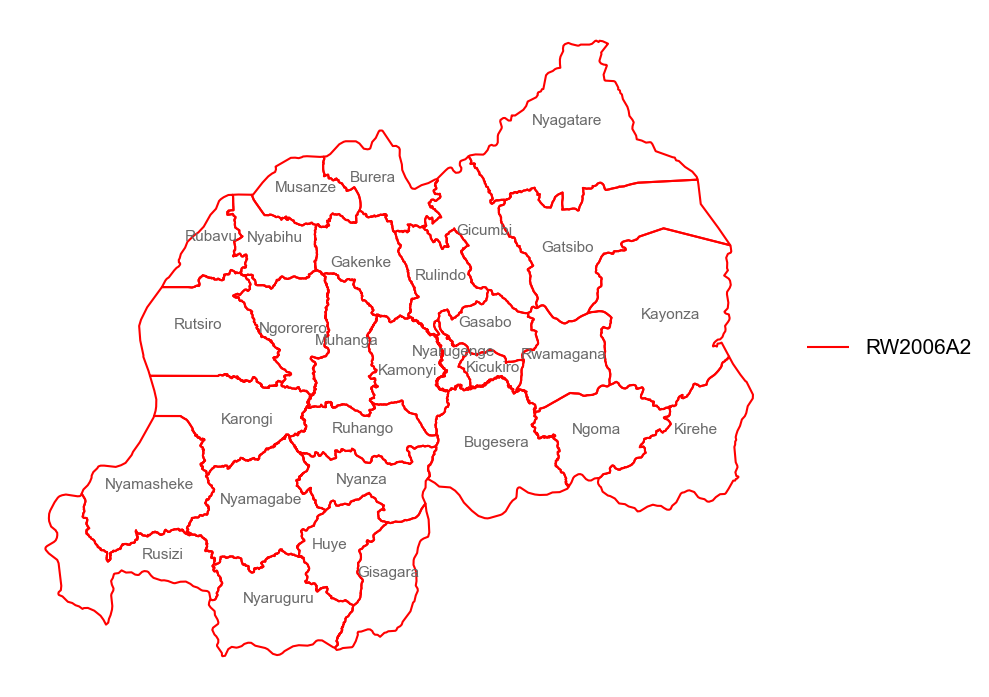 Nyagatare
Burera
Musanze
Gicumbi
Rubavu
Nyabihu
Gatsibo
Gakenke
Rulindo
Kayonza
Rutsiro
Ngororero
Gasabo
Muhanga
Nyarugenge
Rwamagana
RW2006A2
Kicukiro
Kamonyi
Karongi
Ruhango
Ngoma
Kirehe
Bugesera
Nyanza
Nyamasheke
Nyamagabe
Huye
Rusizi
Gisagara
Nyaruguru